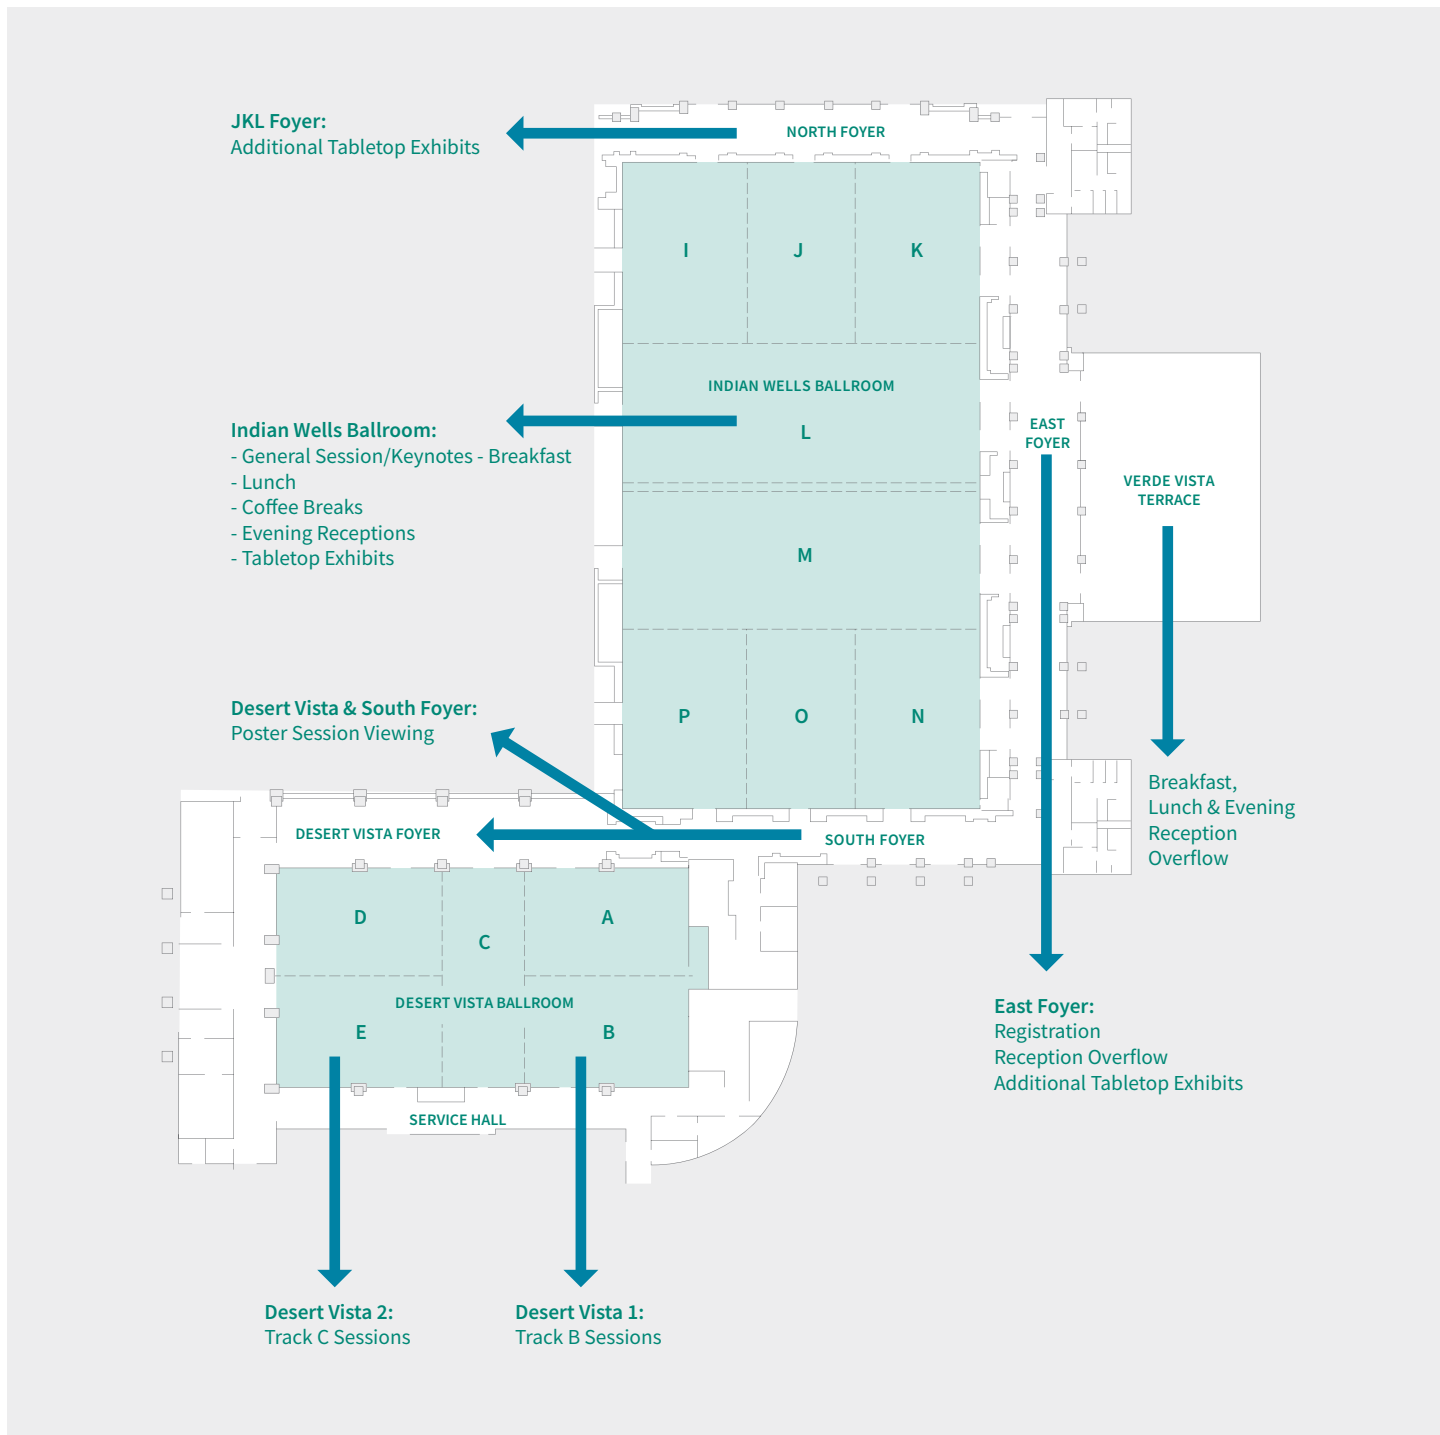 JKL Foyer:
Additional Tabletop Exhibits
NORTH FOYER
I
J
K
INDIAN WELLS BALLROOM
L
Indian Wells Ballroom:
- General Session/Keynotes - Breakfast
- Lunch
- Coffee Breaks
- Evening Receptions
- Tabletop Exhibits
EAST
FOYER
VERDE VISTA
TERRACE
M
P
O
N
Desert Vista & South Foyer:
Poster Session Viewing
Breakfast,
Lunch & Evening
Reception
Overflow
DESERT VISTA FOYER
SOUTH FOYER
D
C
A
DESERT VISTA BALLROOM
E
B
East Foyer:
Registration
Reception Overflow
Additional Tabletop Exhibits
SERVICE HALL
Desert Vista 2:
Track C Sessions
Desert Vista 1:
Track B Sessions